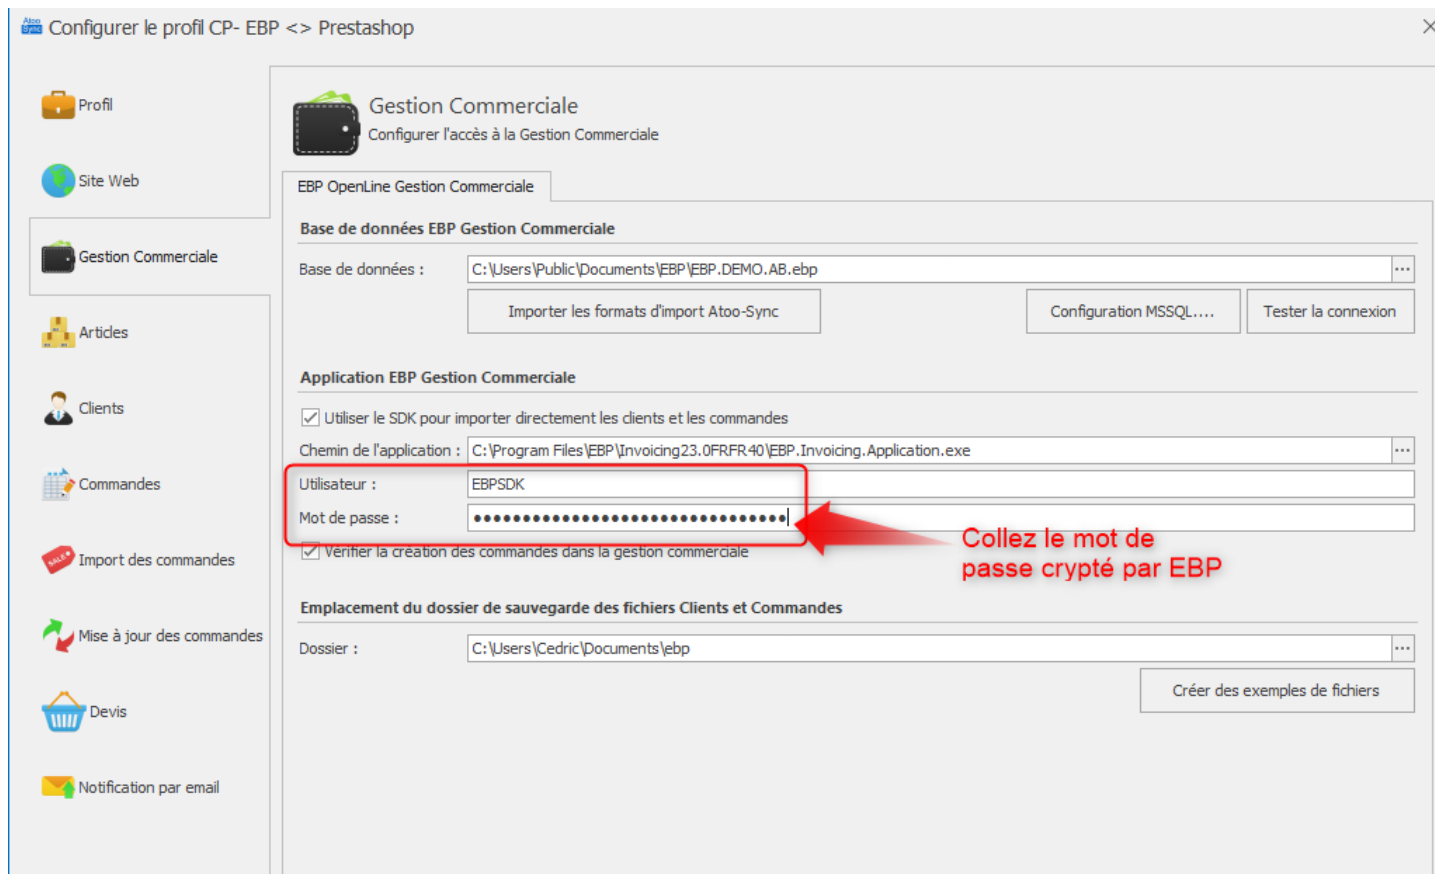 Atoo
Sync
Configurer le profil CP- EBP <> Prestashop
Profil
Site Web
Gestion Commerciale
Articles
Clients
Commandes
SALE
Import des commandes
Mise à jour des commandes
Devis
Notification par email
Gestion Commerciale
Configurer l'accès à la Gestion Commerciale
EBP OpenLine Gestion Commerciale
Base de données EBP Gestion Commerciale
Base de données : C:\Users\Public\Documents\EBP\EBP.DEMO.AB.ebp ...
Importer les formats d'import Atoo-Sync Configuration MSSQL.... Tester la connexion
Application EBP Gestion Commerciale
Utiliser le SDK pour importer directement les clients et les commandes
Chemin de l'application : C:\Program Files\EBP\Invoicing23.0FRFR40\EBP.Invoicing.Application.exe ...
Utilisateur : EBPSDK
Mot de passe : ••••••••••••••••••••••••••••••••
Collez le mot de
passe crypté par EBP
Vérifier la création des commandes dans la gestion commerciale
Emplacement du dossier de sauvegarde des fichiers Clients et Commandes
Dossier : C:\Users\Cedric\Documents\ebp ...
Créer des exemples de fichiers